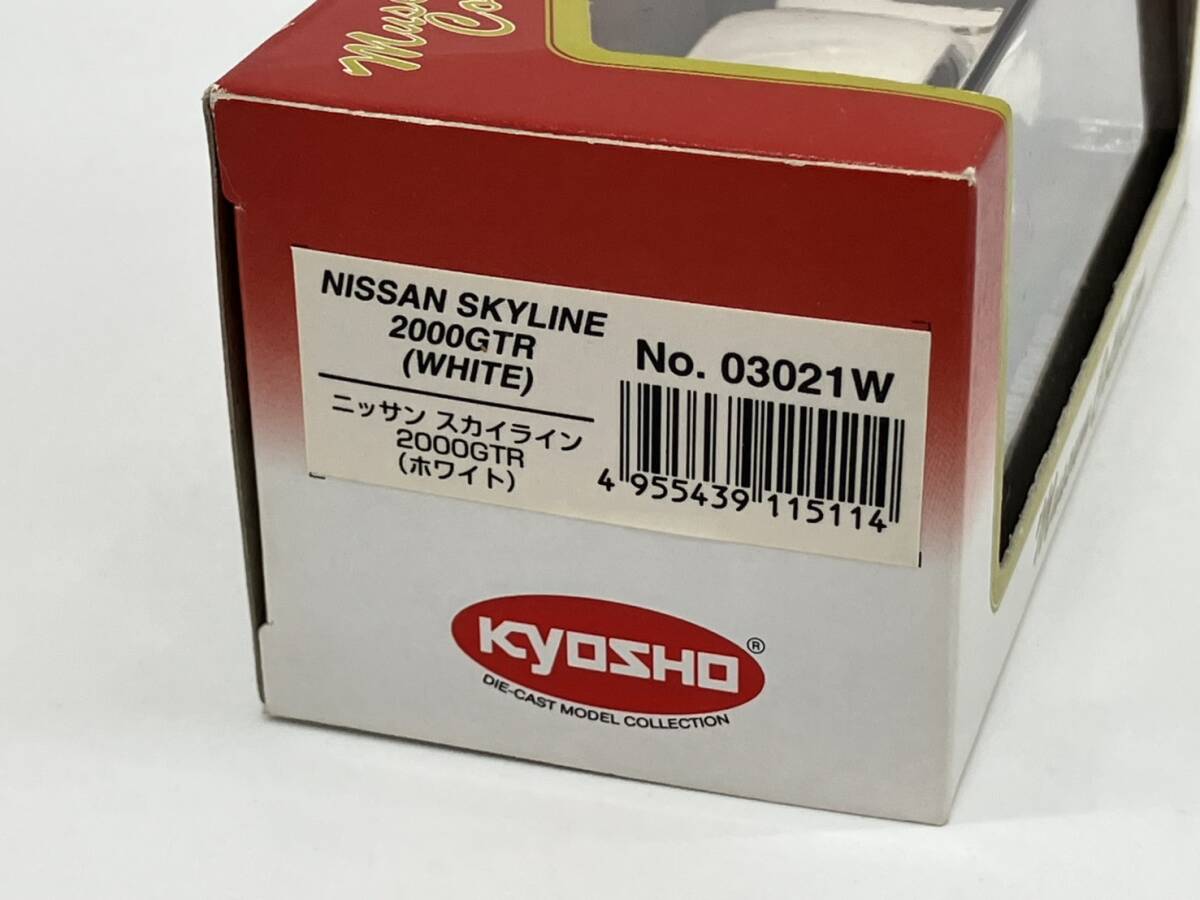 NISSAN SKYLINE
2000GTR
(WHITE)
ニッサン スカイライン
2000GTR
(ホワイト)
No. 03021W
4 955439 115114
KYOSHO®
DIE-CAST MODEL COLLECTION